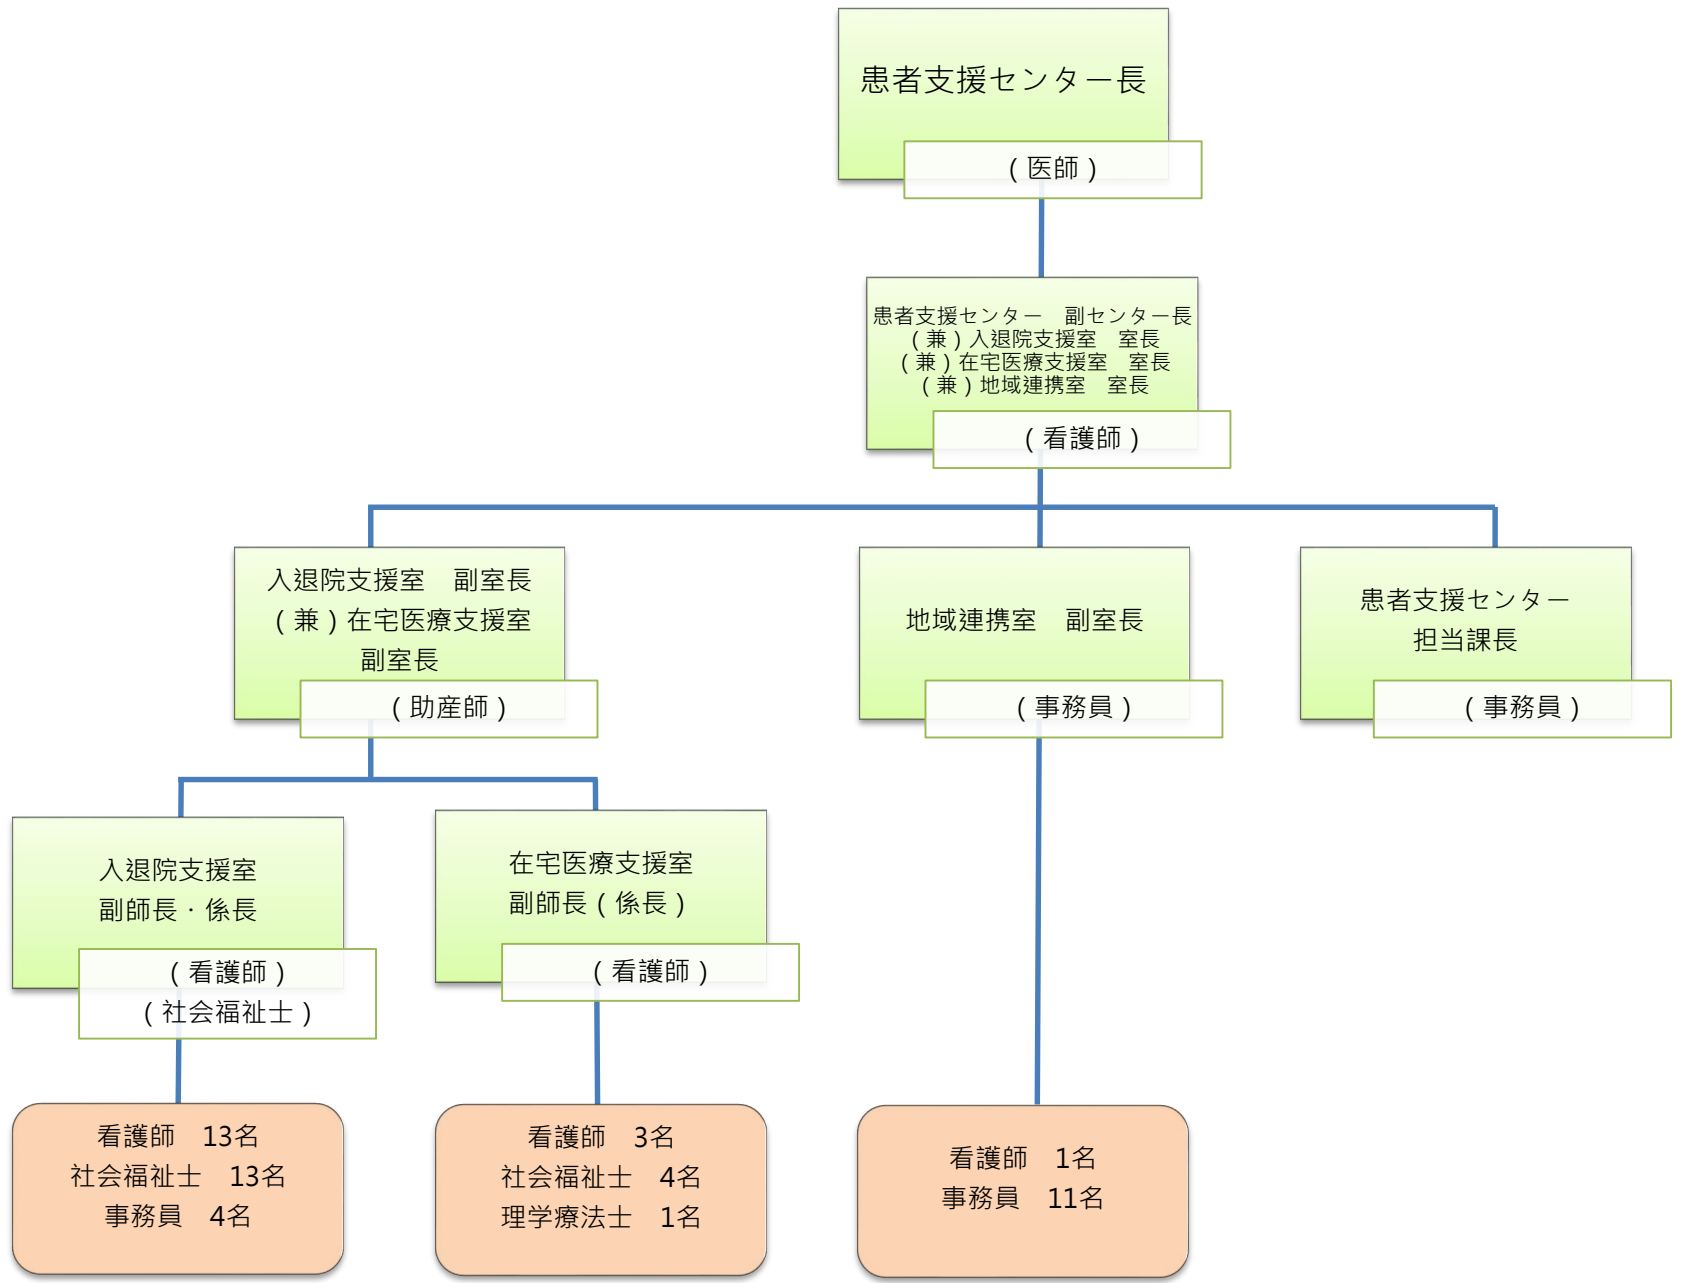 患者支援センター長
(医師)
患者支援センター　副センター長
(兼)入退院支援室　室長
(兼)在宅医療支援室　室長
(兼)地域連携室　室長
(看護師)
入退院支援室　副室長
(兼)在宅医療支援室
副室長
(助産師)
地域連携室　副室長
(事務員)
患者支援センター
担当課長
(事務員)
入退院支援室
副師長・係長
(看護師)
(社会福祉士)
在宅医療支援室
副師長(係長)
(看護師)
看護師　13名
社会福祉士　13名
事務員　4名
看護師　3名
社会福祉士　4名
理学療法士　1名
看護師　1名
事務員　11名